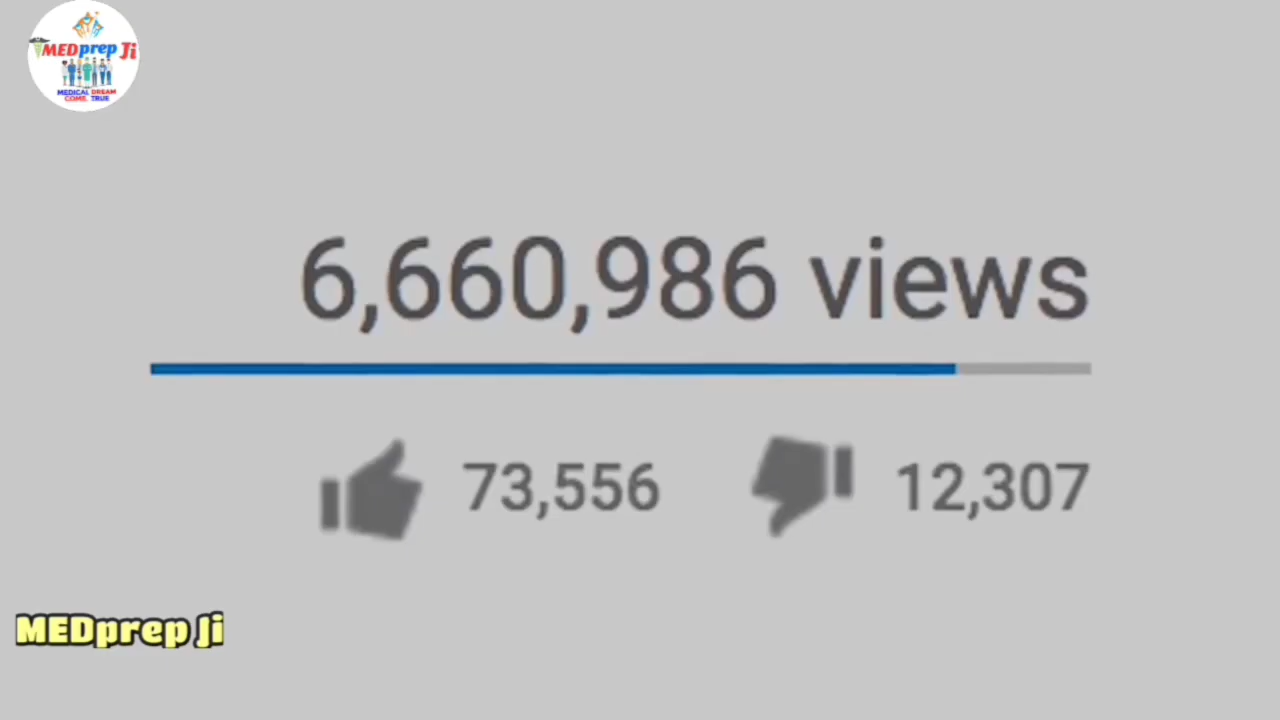 MEDprep Ji
MEDICAL DREAM
COME TRUE
6,660,986 views
73,556
12,307
MEDprep Ji